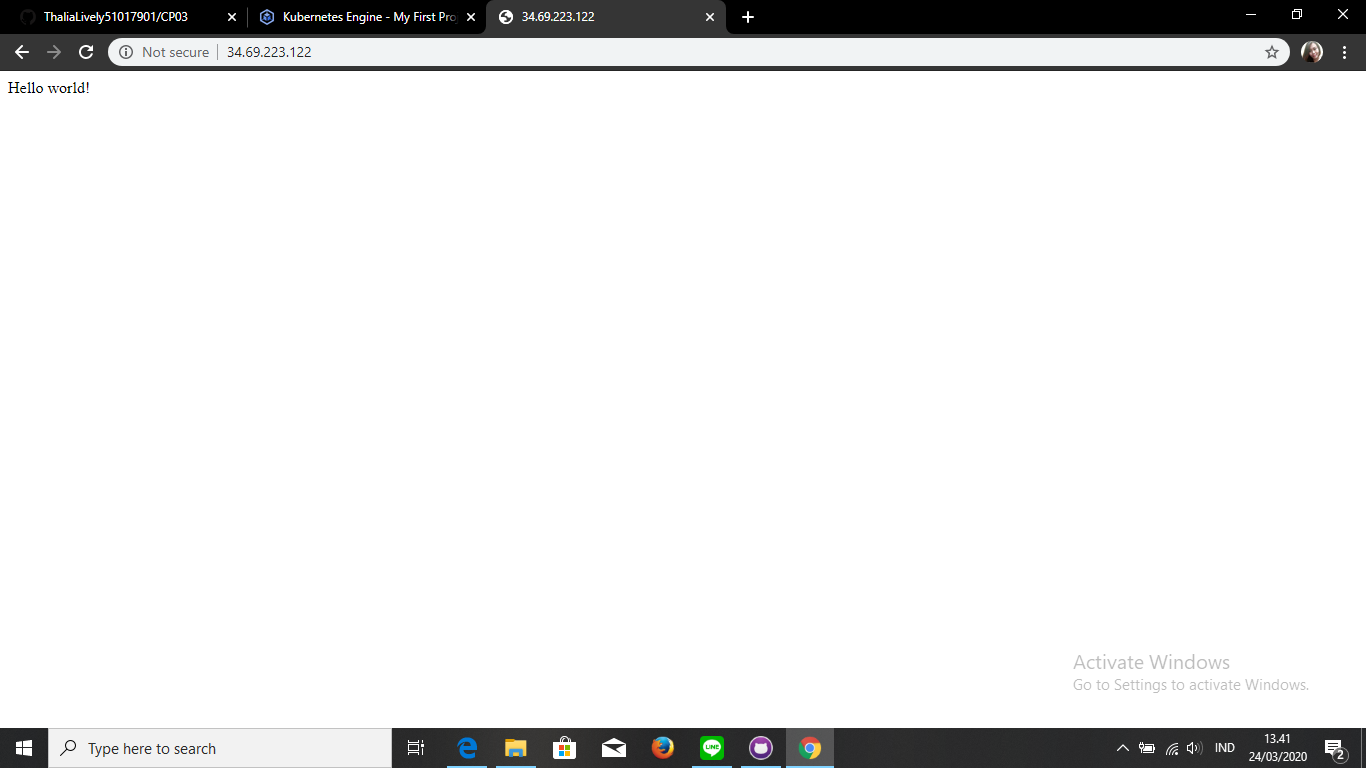 ThaliaLively51017901/CP03
Kubernetes Engine - My First Pro
34.69.223.122
Not secure
34.69.223.122
Hello world!
Activate Windows
Go to Settings to activate Windows.
Type here to search
LINE
IND
13.41
24/03/2020
2